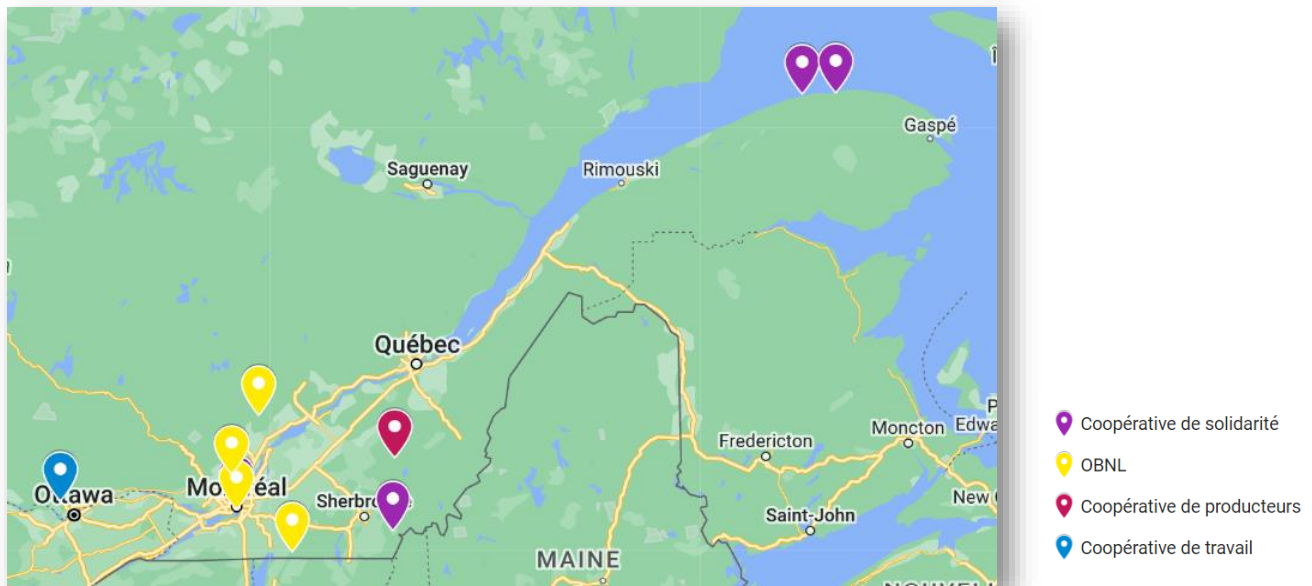 Gaspé
Saguenay
Rimouski
Québec
Ottawa
Montréal
Sherbrooke
Fredericton
Moncton
Saint-John
MAINE
Coopérative de solidarité
OBNL
Coopérative de producteurs
Coopérative de travail